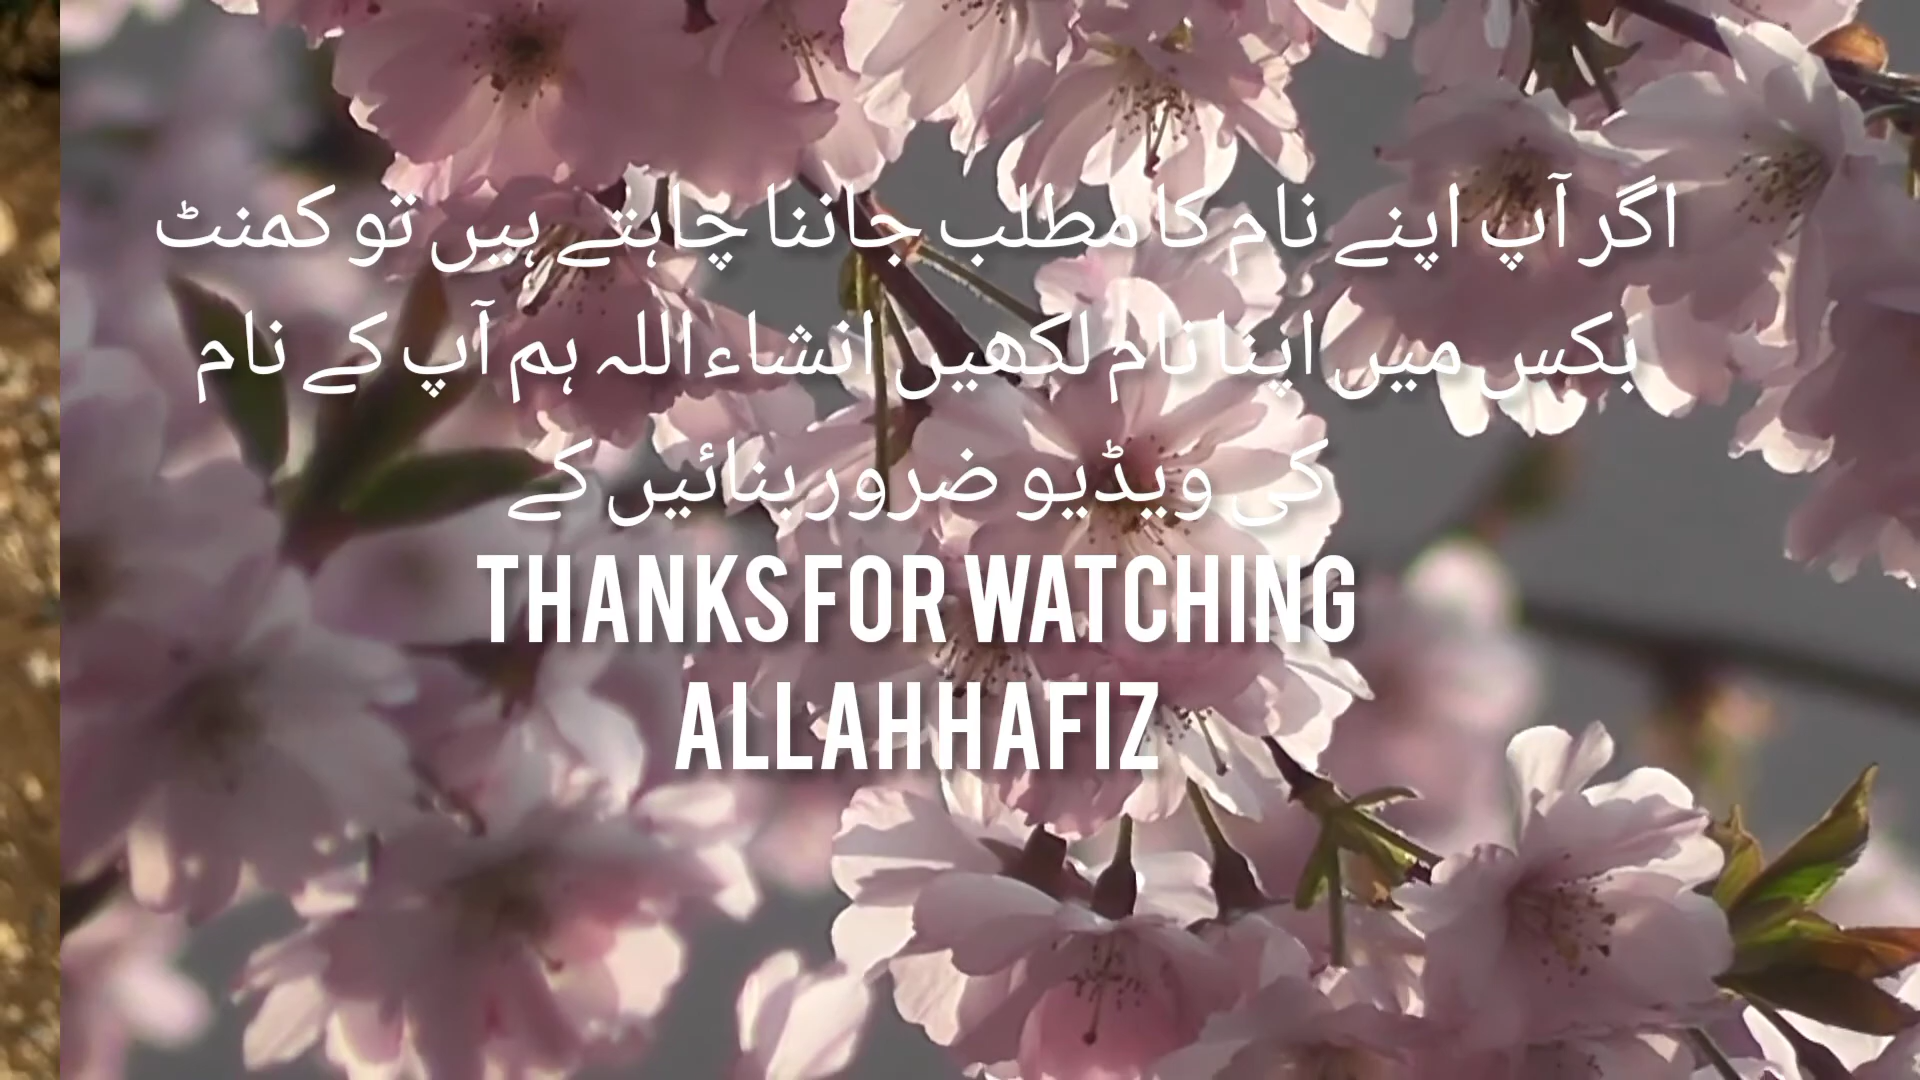 اگر آپ اپنے نام کا مطلب جاننا چاہتے ہیں تو کمنٹ
بکس میں اپنا نام لکھیں انشاءاللہ ہم آپ کے نام
کی ویڈیو ضرور بنائیں کے
THANKS FOR WATCHING
ALLAH HAFIZ